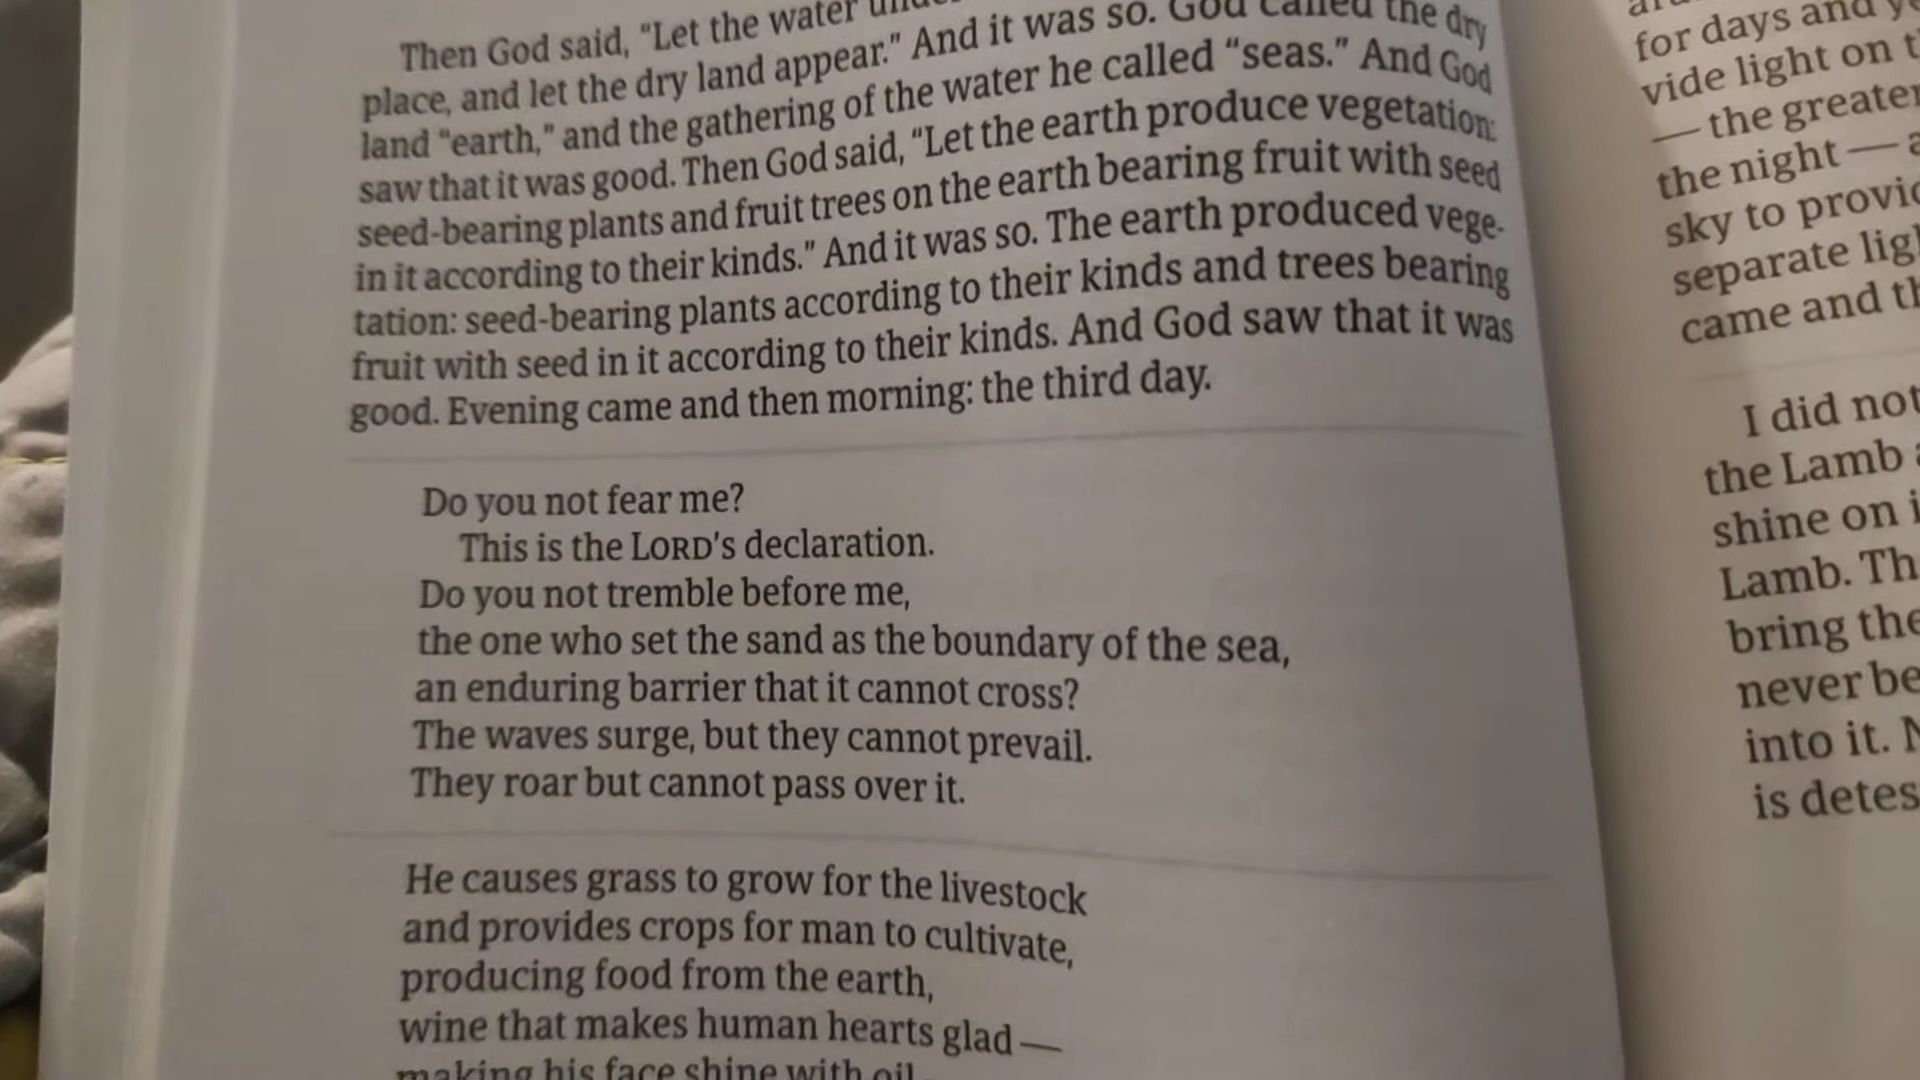 Then God said, “Let the water
place, and let the dry land appear.” And it was so. God called the dry
land “earth,” and the gathering of the water he called “seas.” And God
saw that it was good. Then God said, “Let the earth produce vegetation:
seed-bearing plants and fruit trees on the earth bearing fruit with seed
in it according to their kinds.” And it was so. The earth produced vege-
tation: seed-bearing plants according to their kinds and trees bearing
fruit with seed in it according to their kinds. And God saw that it was
good. Evening came and then morning: the third day.
Do you not fear me?
This is the LORD’s declaration.
Do you not tremble before me,
the one who set the sand as the boundary of the sea,
an enduring barrier that it cannot cross?
The waves surge, but they cannot prevail.
They roar but cannot pass over it.
He causes grass to grow for the livestock
and provides crops for man to cultivate,
producing food from the earth,
wine that makes human hearts glad —
making his face shine with oil
for days and
vide light on
— the greater
the night —
sky to
separate
came and
I did not
the Lamb
shine on
Lamb.
bring the
never
into it.
is